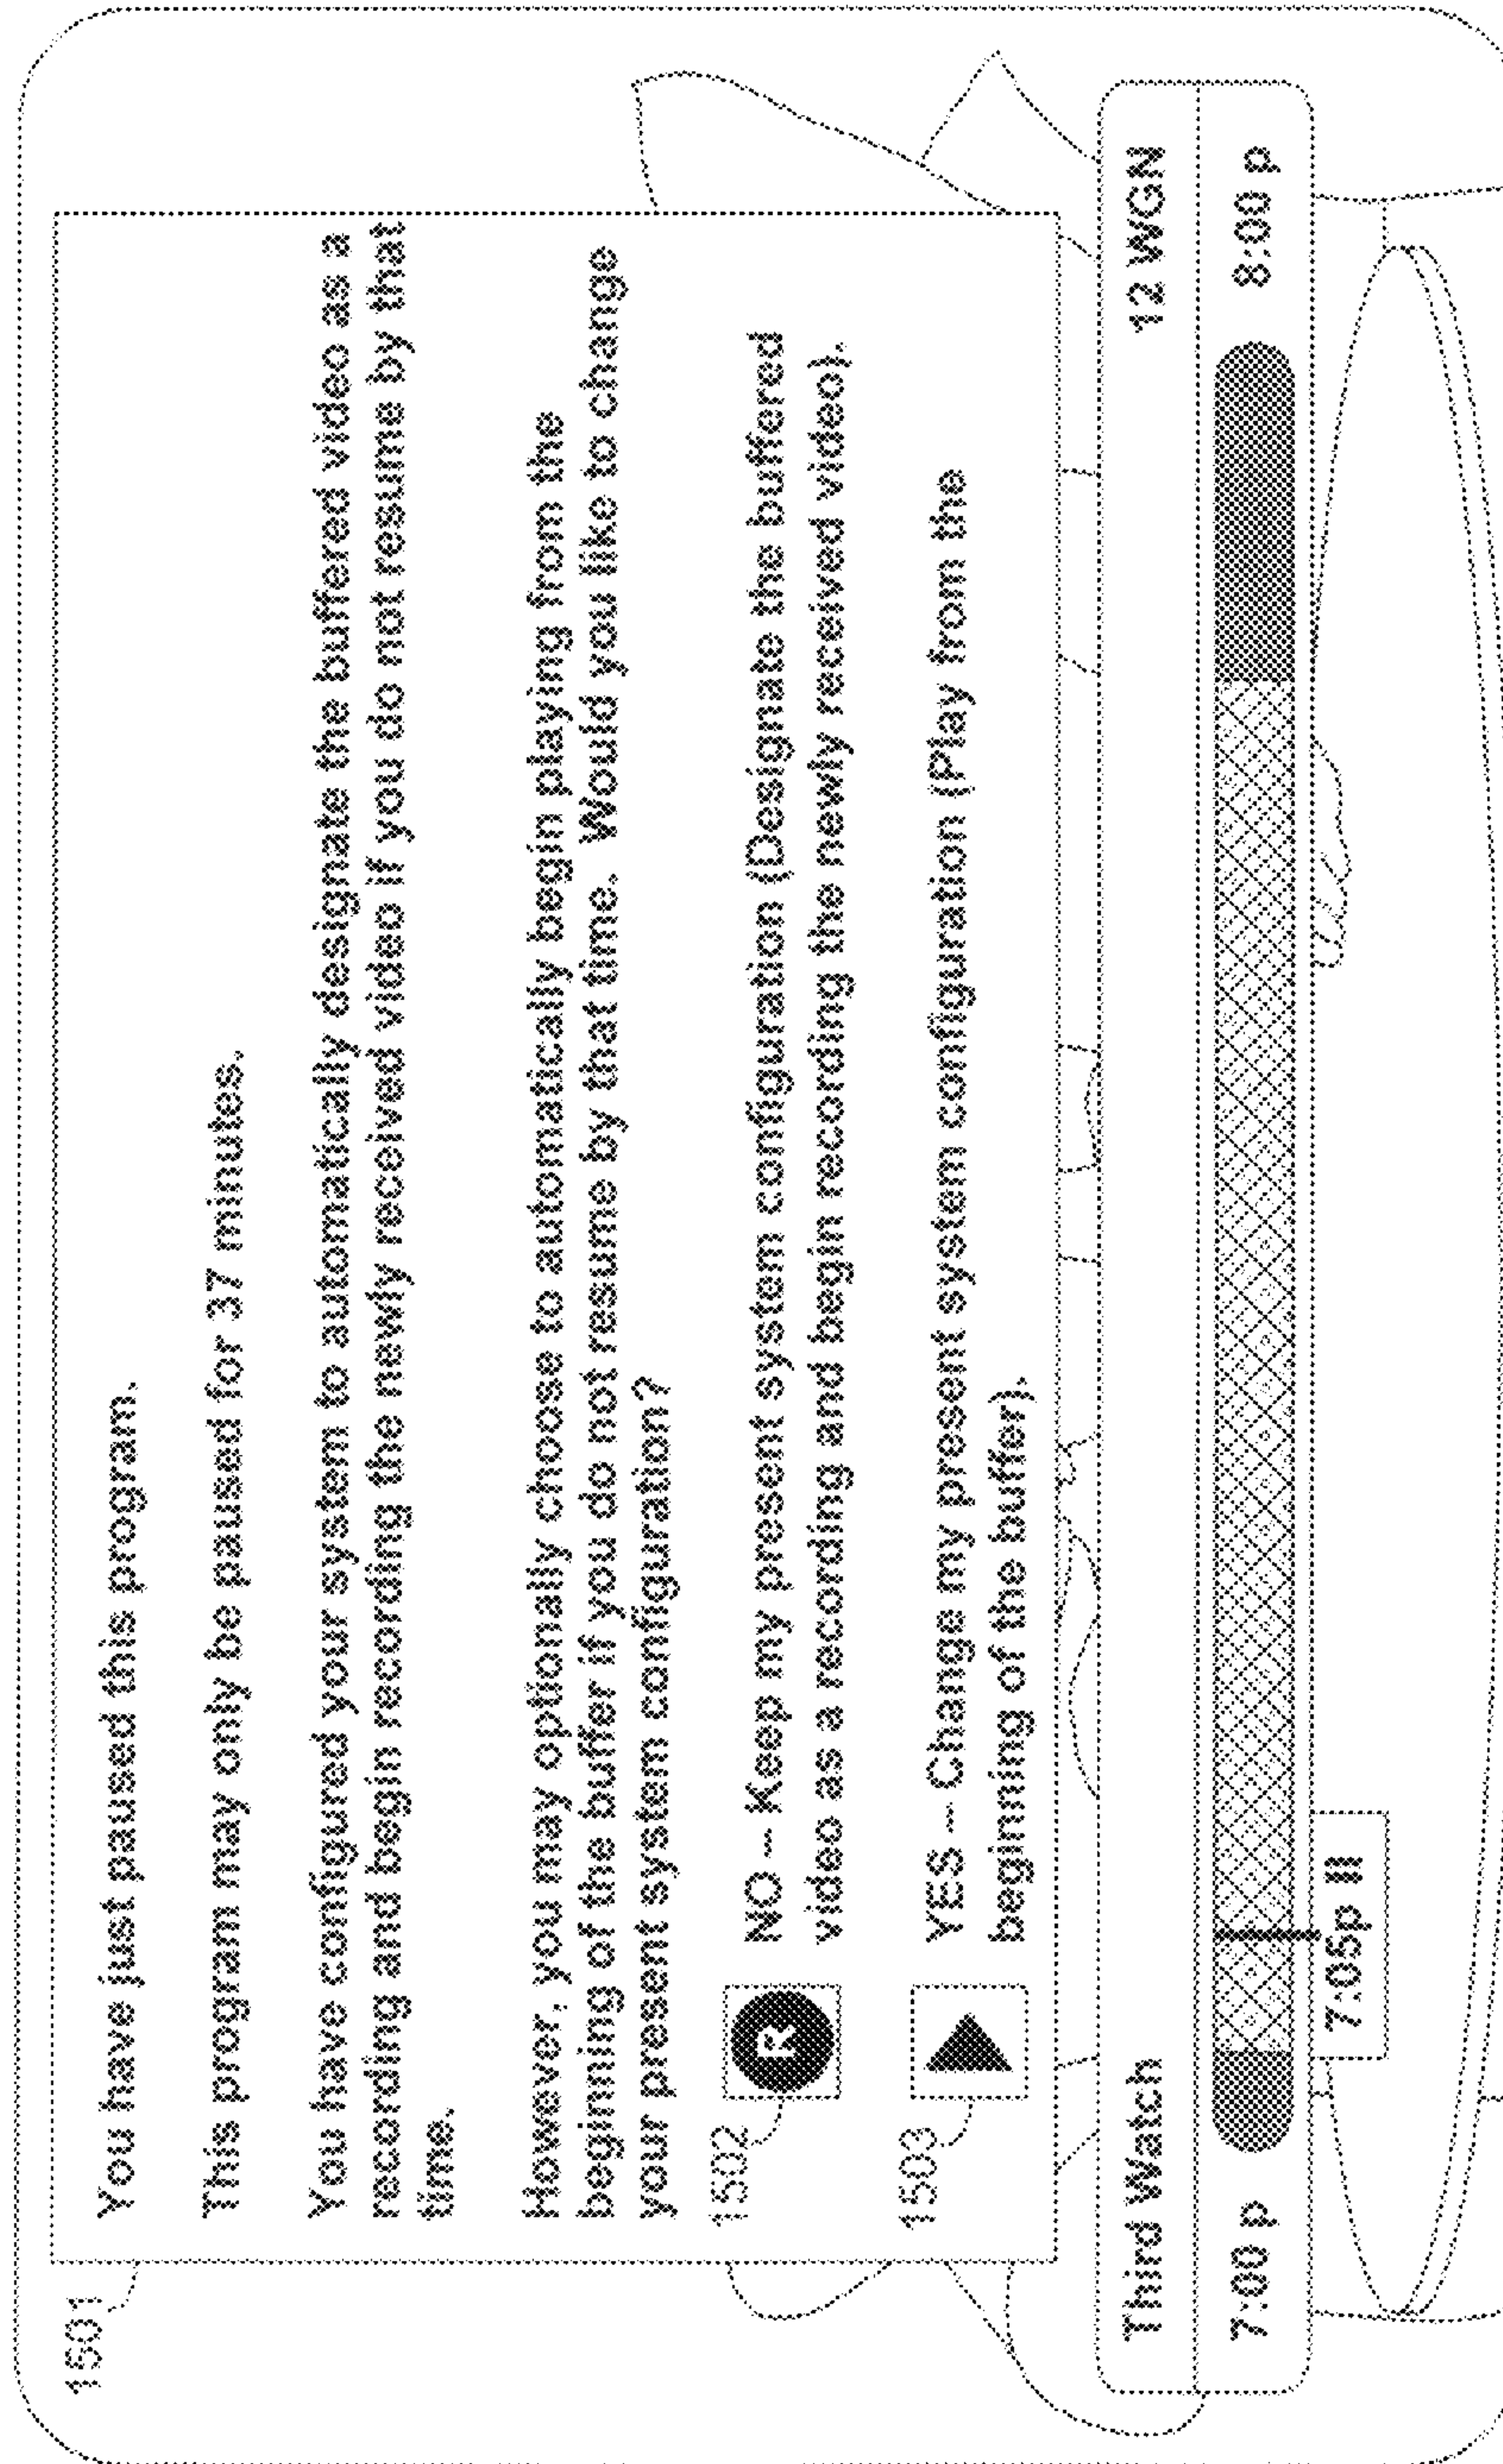 1501
You have just paused this program.
This program may only be paused for 37 minutes.
You have configured your system to automatically designate the buffered video as a
recording and begin recording the newly received video if you do not resume by that
time.
However, you may optionally choose to automatically begin playing from the
beginning of the buffer if you do not resume by that time. Would you like to change
your present system configuration?
1502
R
NO -- Keep my present system configuration (Designate the buffered
video as a recording and begin recording the newly received video).
1503
YES -- Change my present system configuration (Play from the
beginning of the buffer).
Third Watch 12 WGN
7:00 p 8:00 p
7:05p II